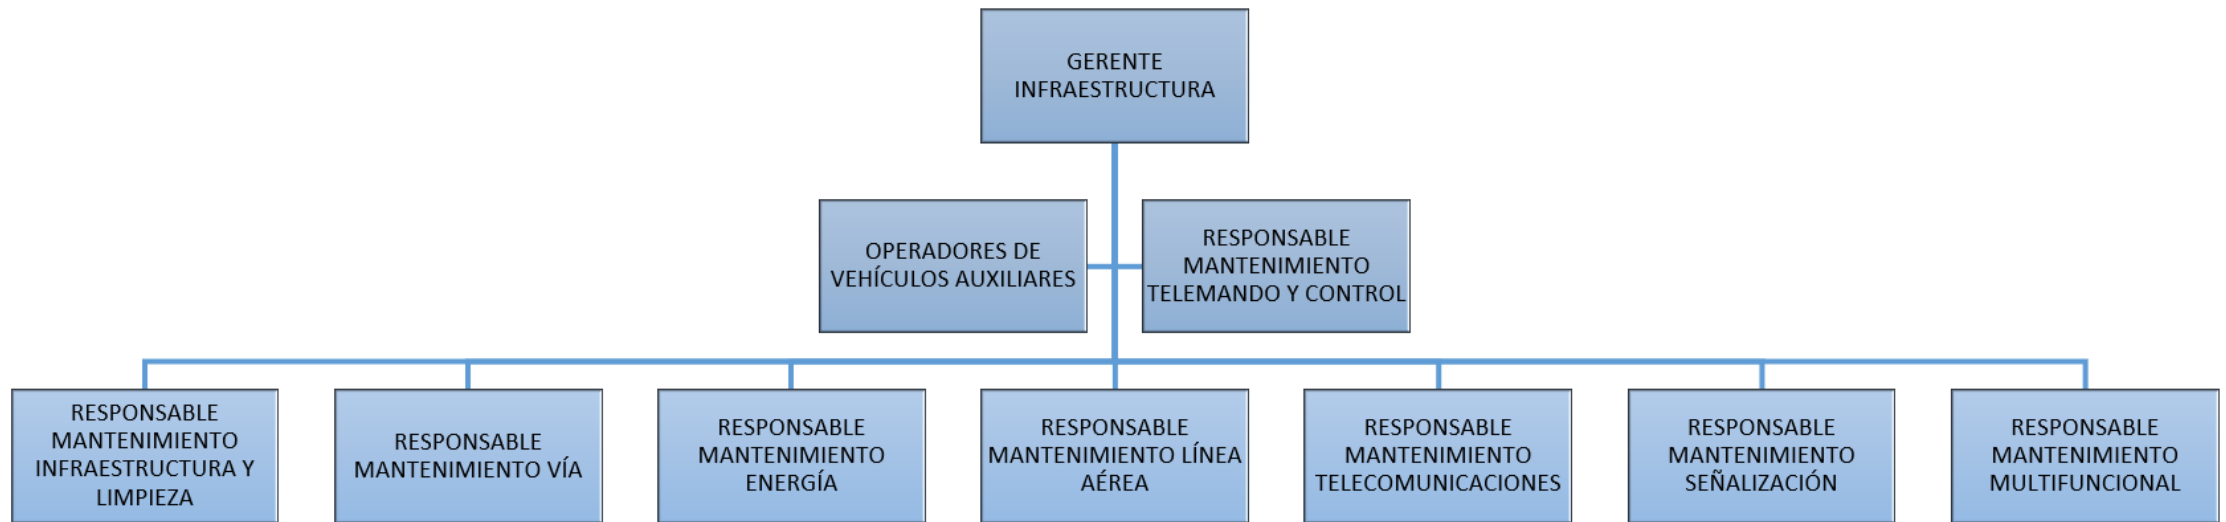 GERENTE
INFRAESTRUCTURA
OPERADORES DE
VEHÍCULOS AUXILIARES
RESPONSABLE
MANTENIMIENTO
TELEMANDO Y CONTROL
RESPONSABLE
MANTENIMIENTO
INFRAESTRUCTURA Y
LIMPIEZA
RESPONSABLE
MANTENIMIENTO VÍA
RESPONSABLE
MANTENIMIENTO
ENERGÍA
RESPONSABLE
MANTENIMIENTO LÍNEA
AÉREA
RESPONSABLE
MANTENIMIENTO
TELECOMUNICACIONES
RESPONSABLE
MANTENIMIENTO
SEÑALIZACIÓN
RESPONSABLE
MANTENIMIENTO
MULTIFUNCIONAL